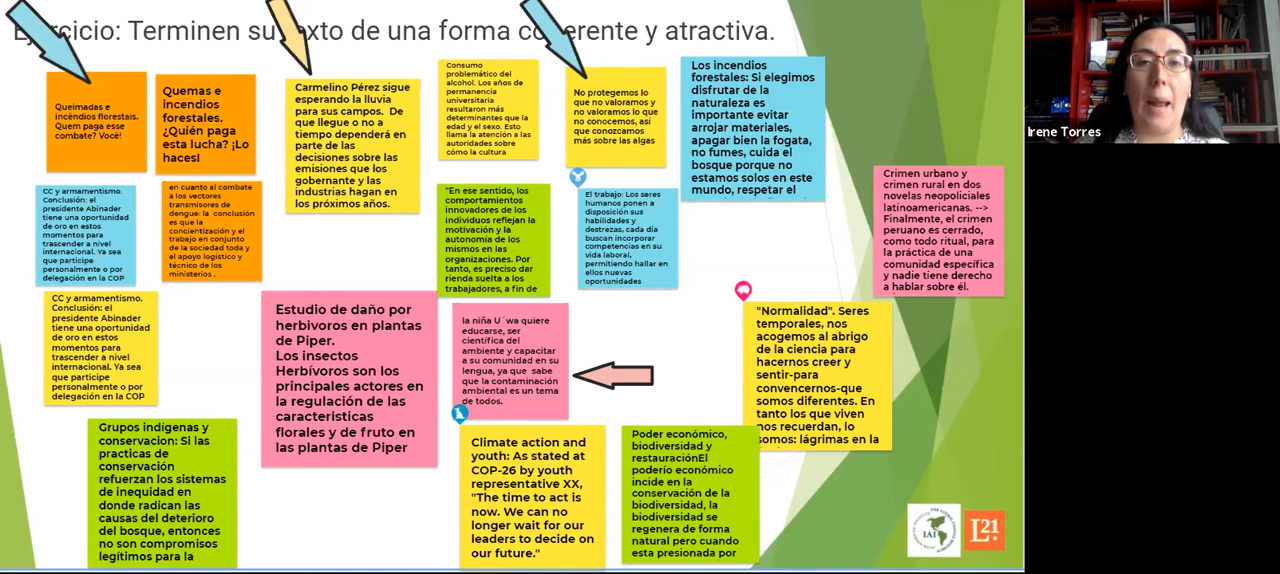 Ejercicio: Terminen su texto de una forma coherente y atractiva.
Queimadas e
incêndios florestais.
Quem paga esse
combate? Você!
Quemas e
incendios
forestales.
¿Quién paga
esta lucha? ¡Lo
haces!
Carmelino Pérez sigue
esperando la lluvia
para sus campos. De
que llegue o no a
tiempo dependerá en
parte de las
decisiones sobre las
emisiones que los
gobernante y las
industrias hagan en
los próximos años.
Consumo
problemático del
alcohol. Los años de
permanencia
universitaria
resultaron más
determinantes que la
edad y el sexo. Esto
llama la atención a las
autoridades sobre
cómo la cultura
No protegemos lo
que no valoramos y
no valoramos lo que
no conocemos, así
que conozcamos
más sobre las algas
Los incendios
forestales: Si elegimos
disfrutar de la
naturaleza es
importante evitar
arrojar materiales,
apagar bien la fogata,
no fumes, cuida el
bosque porque no
estamos solos en este
mundo, respetar el
Irene Torres
CC y armamentismo.
Conclusión: el
presidente Abinader
tiene una oportunidad
de oro en estos
momentos para
trascender a nivel
internacional. Ya sea
que participe
personalmente o por
delegación en la COP
en cuanto al combate
a los vectores
transmisores de
dengue: la conclusión
es que la
concientización y el
trabajo en conjunto
de la sociedad toda y
el apoyo logístico y
técnico de los
ministerios ,
"En ese sentido, los
comportamientos
innovadores de los
individuos reflejan la
motivación y la
autonomía de los
mismos en las
organizaciones. Por
tanto, es preciso dar
rienda suelta a los
trabajadores, a fin de
El trabajo: Los seres
humanos ponen a
disposición sus
habilidades y
destrezas, cada día
buscan incorporar
competencias en su
vida laboral,
permitiendo hallar en
ellos nuevas
oportunidades
Crimen urbano y
crimen rural en dos
novelas neopoliciales
latinoamericanas. -->
Finalmente, el crimen
peruano es cerrado,
como todo ritual, para
la práctica de una
comunidad específica
y nadie tiene derecho
a hablar sobre él.
CC y armamentismo.
Conclusión: el
presidente Abinader
tiene una oportunidad
de oro en estos
momentos para
trascender a nivel
internacional. Ya sea
que participe
personalmente o por
delegación en la COP
Estudio de daño por
herbivoros en plantas
de Piper.
Los insectos
Herbívoros son los
principales actores en
la regulación de las
caracteristicas
florales y de fruto en
las plantas de Piper
la niña U´wa quiere
educarse, ser
científica del
ambiente y capacitar
a su comunidad en su
lengua, ya que sabe
que la contaminación
ambiental es un tema
de todos.
"Normalidad". Seres
temporales, nos
acogemos al abrigo
de la ciencia para
hacernos creer y
sentir-para
convencernos-que
somos diferentes. En
tanto los que viven
nos recuerdan, lo
somos: lágrimas en la
Grupos indígenas y
conservacion: Si las
practicas de
conservación
refuerzan los sistemas
de inequidad en
donde radican las
causas del deterioro
del bosque, entonces
no son compromisos
legítimos para la
Climate action and
youth: As stated at
COP-26 by youth
representative XX,
"The time to act is
now. We can no
longer wait for our
leaders to decide on
our future."
Poder económico,
biodiversidad y
restauraciónEl
poderío económico
incide en la
conservación de la
biodiversidad, la
biodiversidad se
regenera de forma
natural pero cuando
esta presionada por
IAI
L21